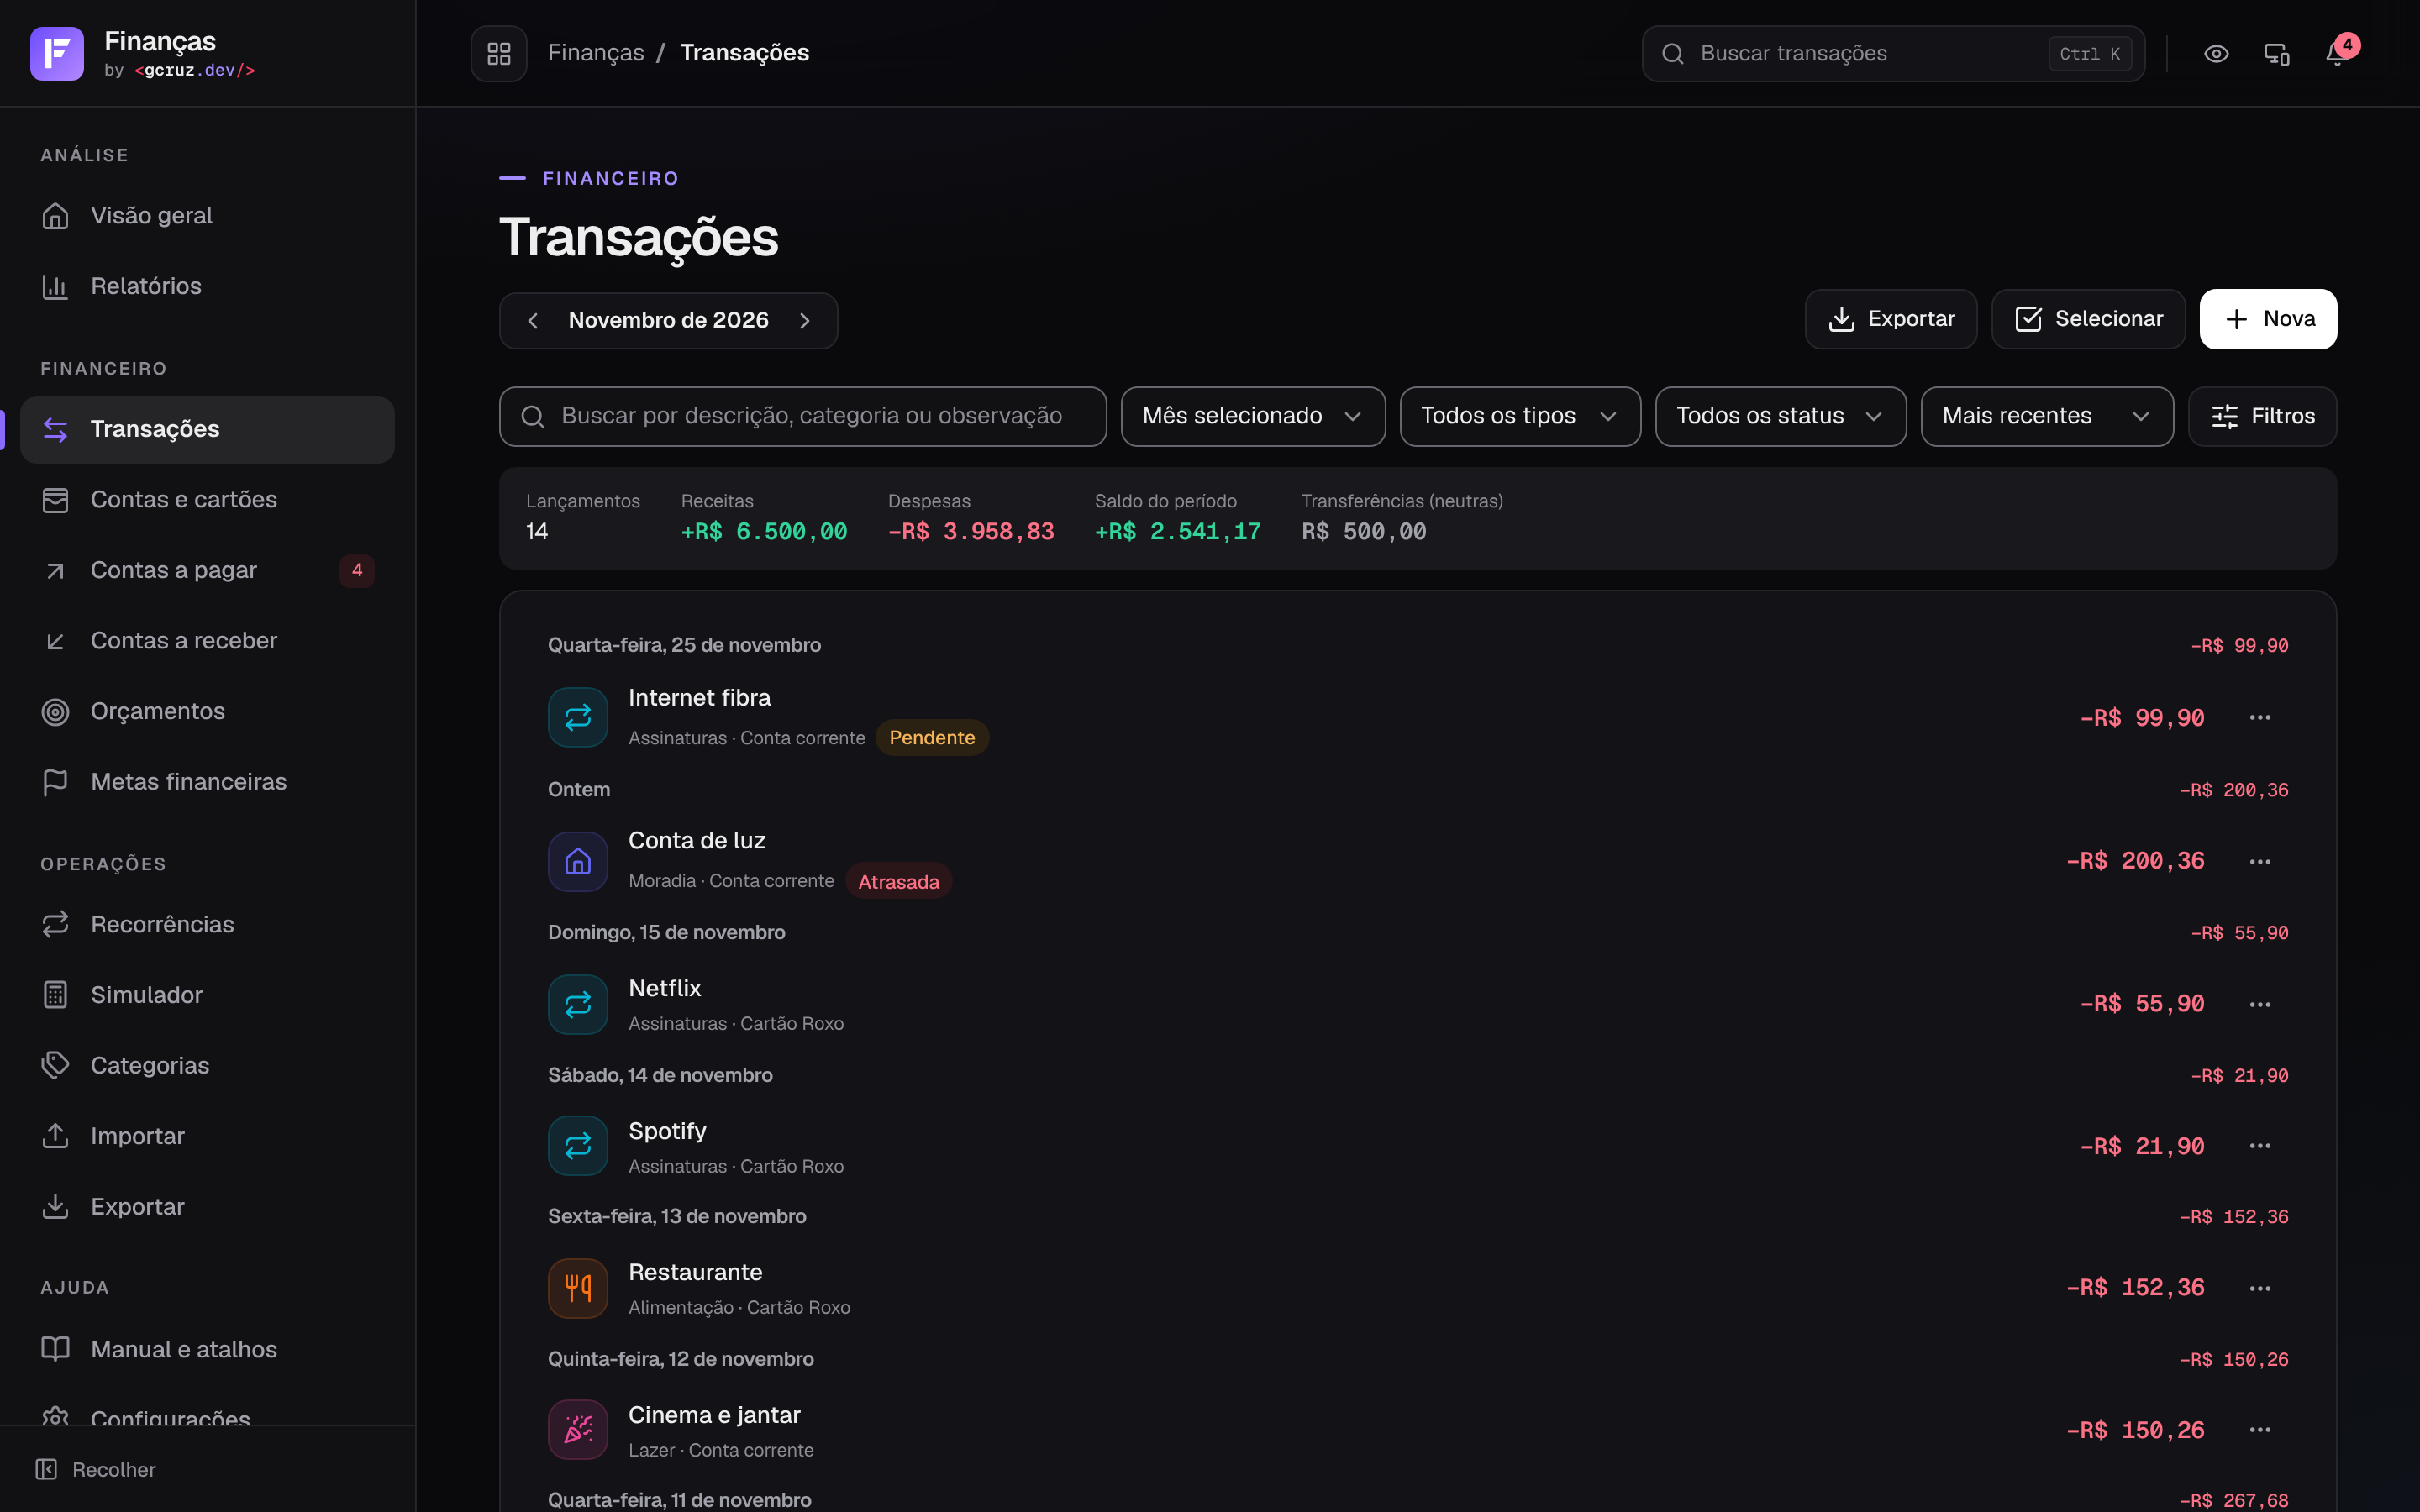 Finanças
by <gcruz.dev/>
ANÁLISE
Visão geral
Relatórios
FINANCEIRO
Transações
Contas e cartões
Contas a pagar 4
Contas a receber
Orçamentos
Metas financeiras
OPERAÇÕES
Recorrências
Simulador
Categorias
Importar
Exportar
AJUDA
Manual e atalhos
Configurações
Recolher
Finanças / Transações
Buscar transações Ctrl K
4
FINANCEIRO
Transações
Novembro de 2026
Exportar Selecionar Nova
Buscar por descrição, categoria ou observação Mês selecionado Todos os tipos Todos os status Mais recentes Filtros
Lançamentos Receitas Despesas Saldo do período Transferências (neutras)
14 +R$ 6.500,00 −R$ 3.958,83 +R$ 2.541,17 R$ 500,00
Quarta-feira, 25 de novembro −R$ 99,90
Internet fibra
Assinaturas · Conta corrente Pendente −R$ 99,90
Ontem −R$ 200,36
Conta de luz
Moradia · Conta corrente Atrasada −R$ 200,36
Domingo, 15 de novembro −R$ 55,90
Netflix
Assinaturas · Cartão Roxo −R$ 55,90
Sábado, 14 de novembro −R$ 21,90
Spotify
Assinaturas · Cartão Roxo −R$ 21,90
Sexta-feira, 13 de novembro −R$ 152,36
Restaurante
Alimentação · Cartão Roxo −R$ 152,36
Quinta-feira, 12 de novembro −R$ 150,26
Cinema e jantar
Lazer · Conta corrente −R$ 150,26
Quarta-feira, 11 de novembro −R$ 267,68